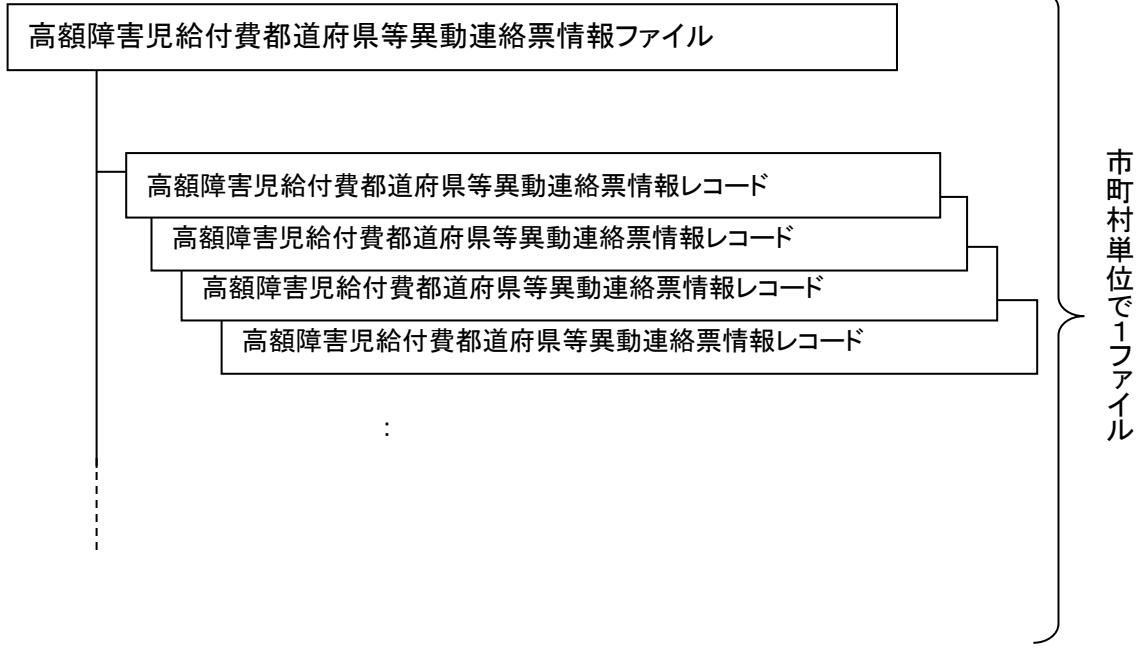 高額障害児給付費都道府県等異動連絡票情報ファイル
高額障害児給付費都道府県等異動連絡票情報レコード
高額障害児給付費都道府県等異動連絡票情報レコード
高額障害児給付費都道府県等異動連絡票情報レコード
高額障害児給付費都道府県等異動連絡票情報レコード
:
市町村単位で1ファイル